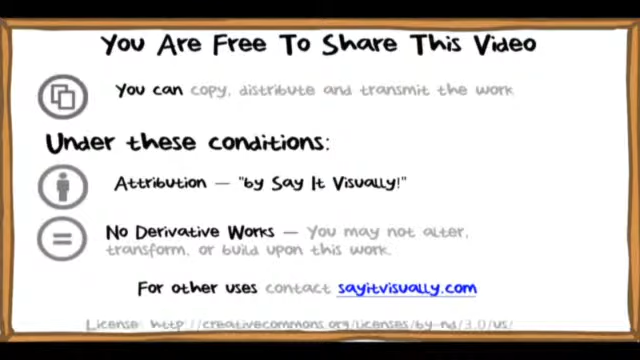 You Are Free To Share This Video
You can copy, distribute and transmit the work
Under these conditions:
Attribution — "by Say It Visually!"
No Derivative Works — You may not alter,
transform, or build upon this work.
For other uses contact sayitvisually.com
License: http://creativecommons.org/licenses/by-nd/3.0/us/